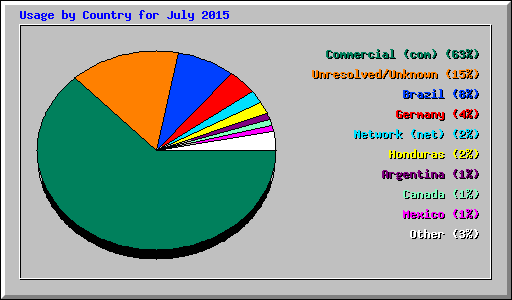 Usage by Country for July 2015
Commercial (com) (63%)
Unresolved/Unknown (15%)
Brazil (8%)
Germany (4%)
Network (net) (2%)
Honduras (2%)
Argentina (1%)
Canada (1%)
Mexico (1%)
Other (3%)